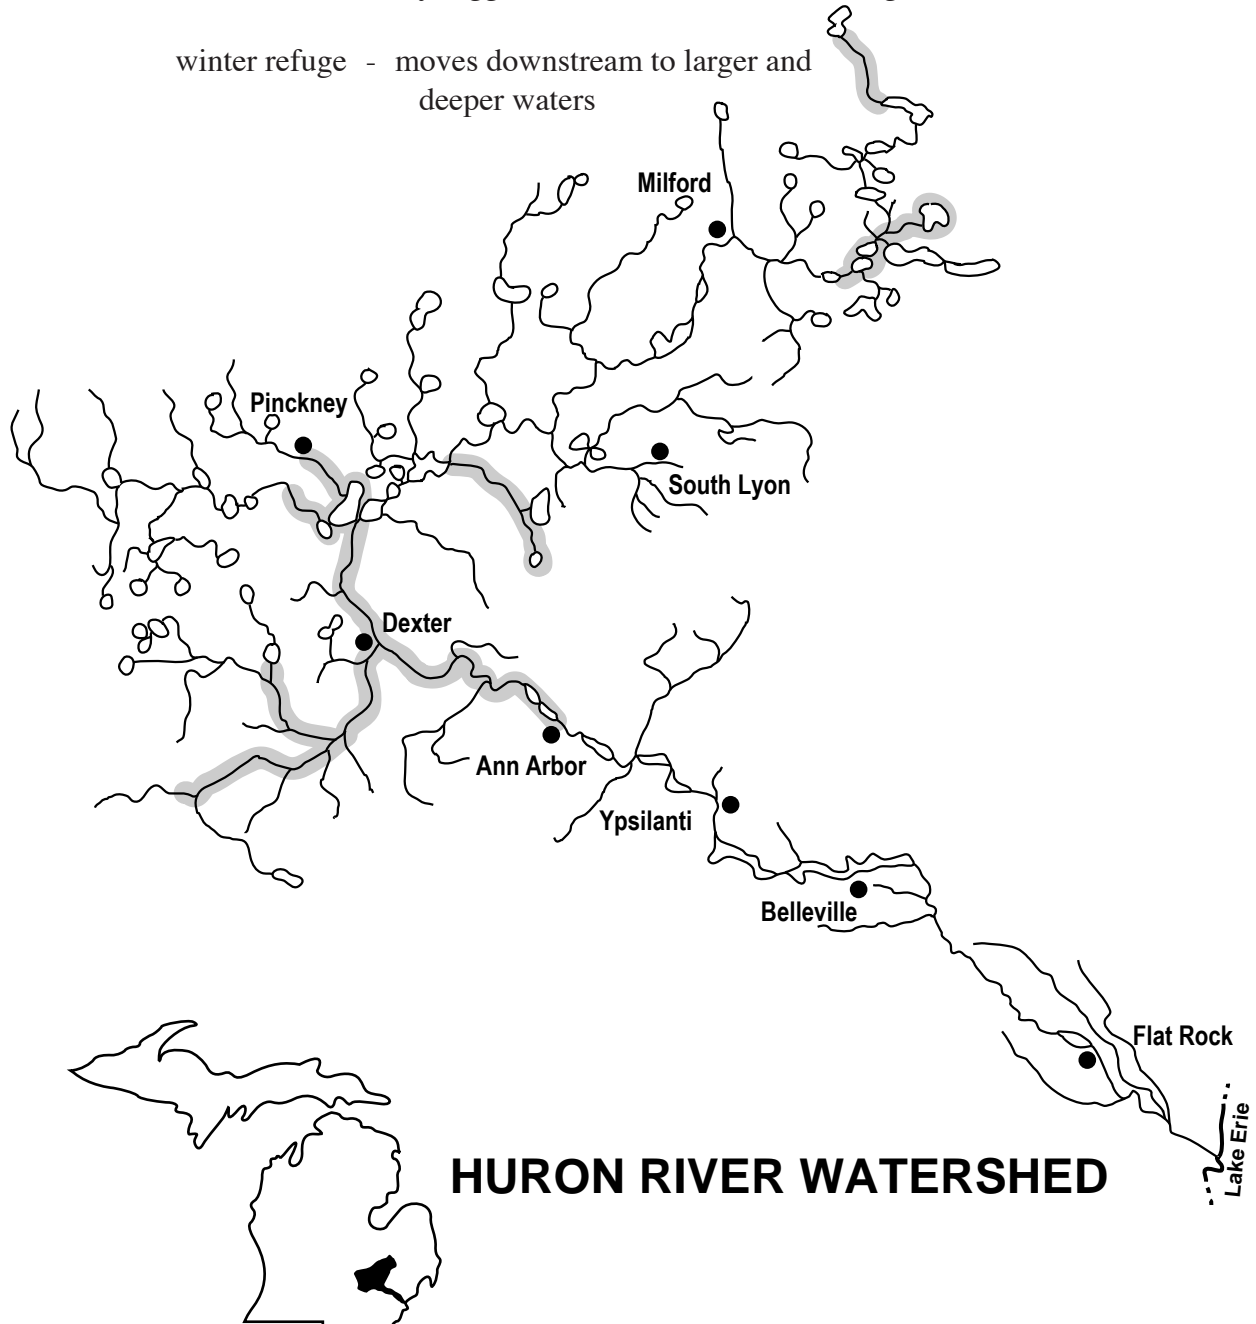 winter refuge - moves downstream to larger and
deeper waters
Milford
Pinckney
South Lyon
Dexter
Ann Arbor
Ypsilanti
Belleville
Flat Rock
Lake Erie
HURON RIVER WATERSHED